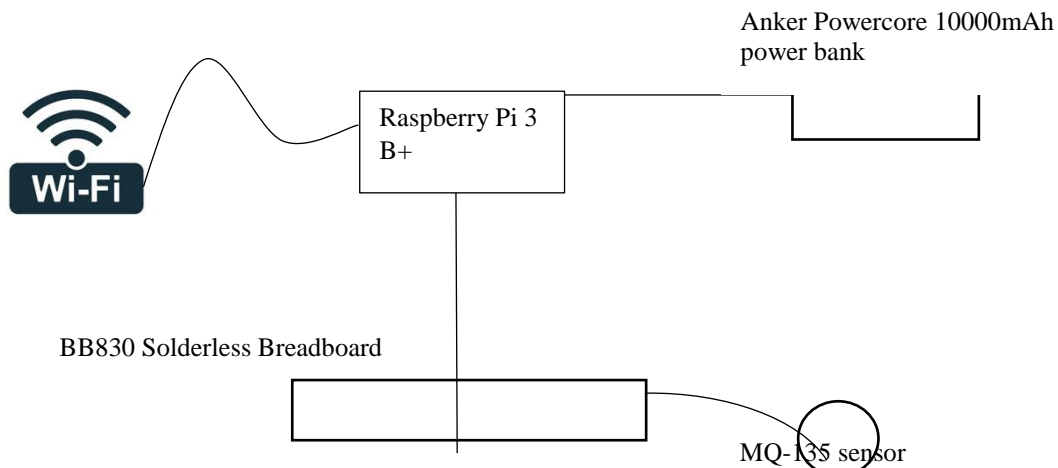 Anker Powercore 10000mAh
power bank
Wi-Fi
Raspberry Pi 3
B+
BB830 Solderless Breadboard
MQ-135 sensor